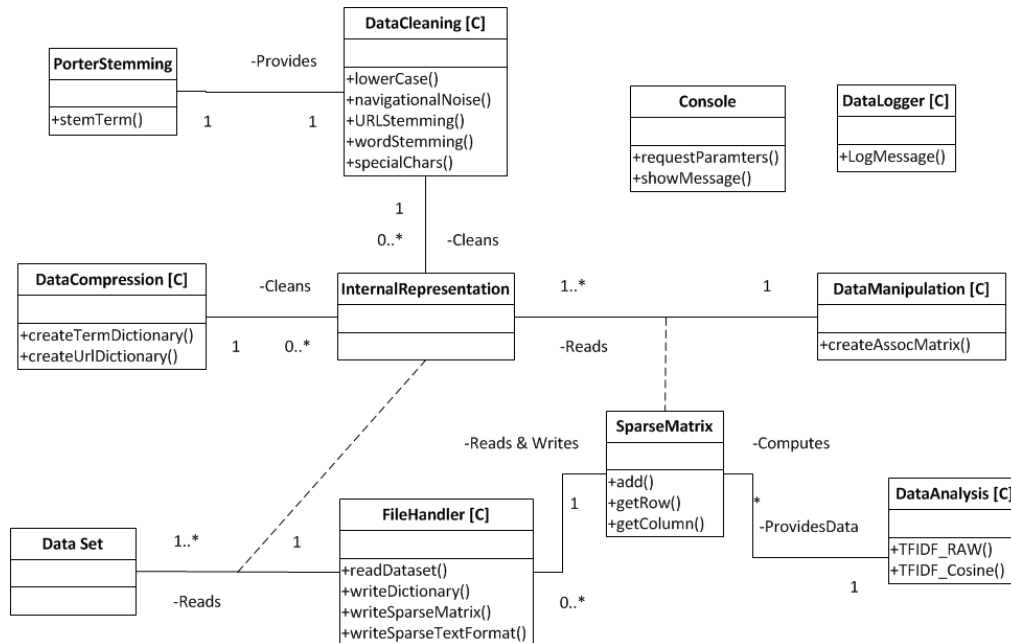 DataCleaning [C]
+lowerCase()
+navigationalNoise()
+URLStemming()
+wordStemming()
+specialChars()
PorterStemming
+stemTerm()
-Provides
1
1
Console
+requestParamters()
+showMessage()
DataLogger [C]
+LogMessage()
1
0..*
-Cleans
DataCompression [C]
+createTermDictionary()
+createUrlDictionary()
-Cleans
1
0..*
InternalRepresentation
1..*
1
-Reads
DataManipulation [C]
+createAssocMatrix()
SparseMatrix
+add()
+getRow()
+getColumn()
-Reads & Writes
1
0..*
-Computes
*
-ProvidesData
1
DataAnalysis [C]
+TFIDF_RAW()
+TFIDF_Cosine()
Data Set
1..*
1
-Reads
FileHandler [C]
+readDataset()
+writeDictionary()
+writeSparseMatrix()
+writeSparseTextFormat()